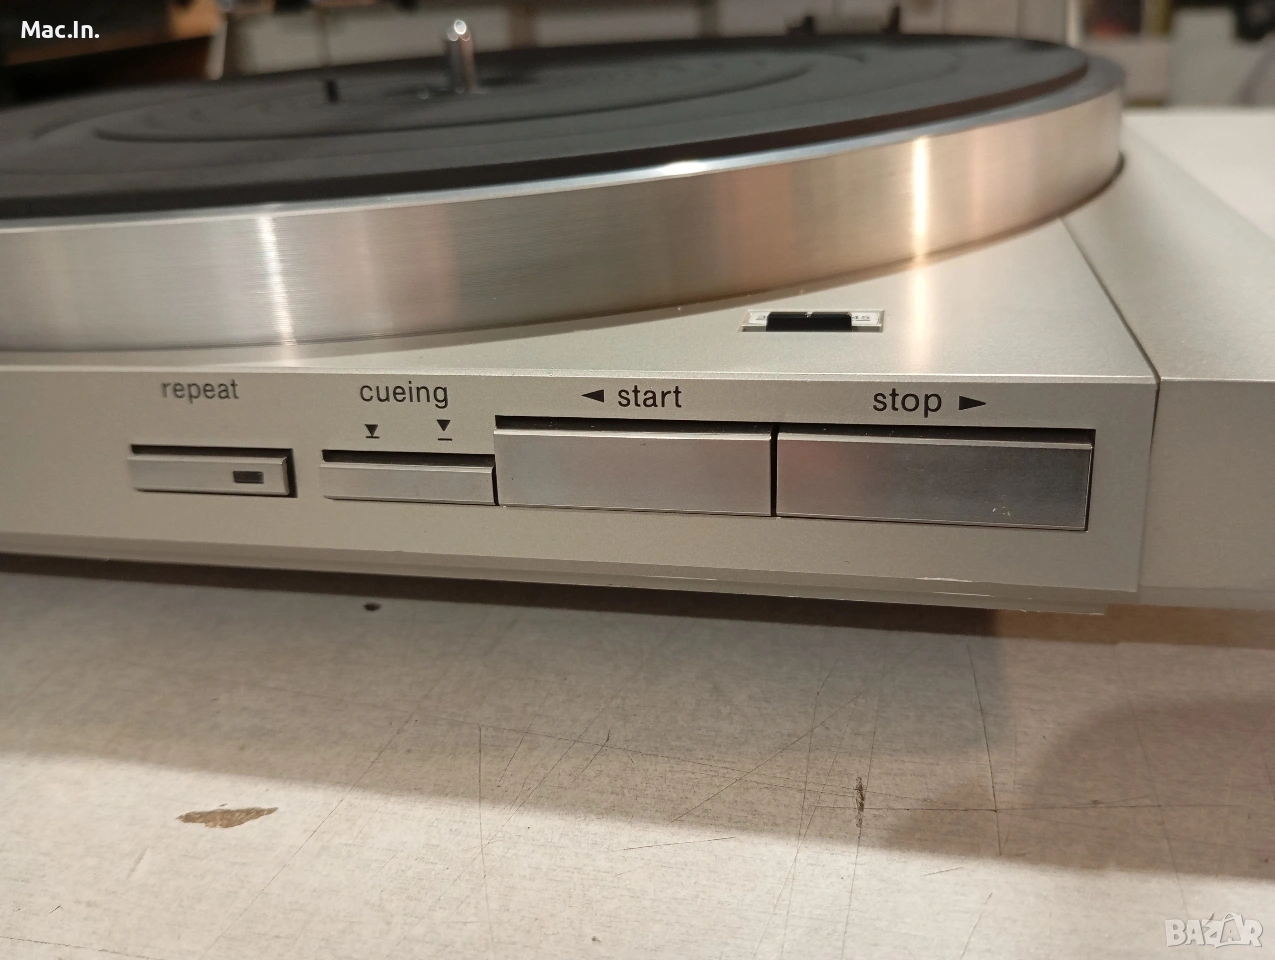 Mac.In.
repeat
cueing
start
stop
BAZAR